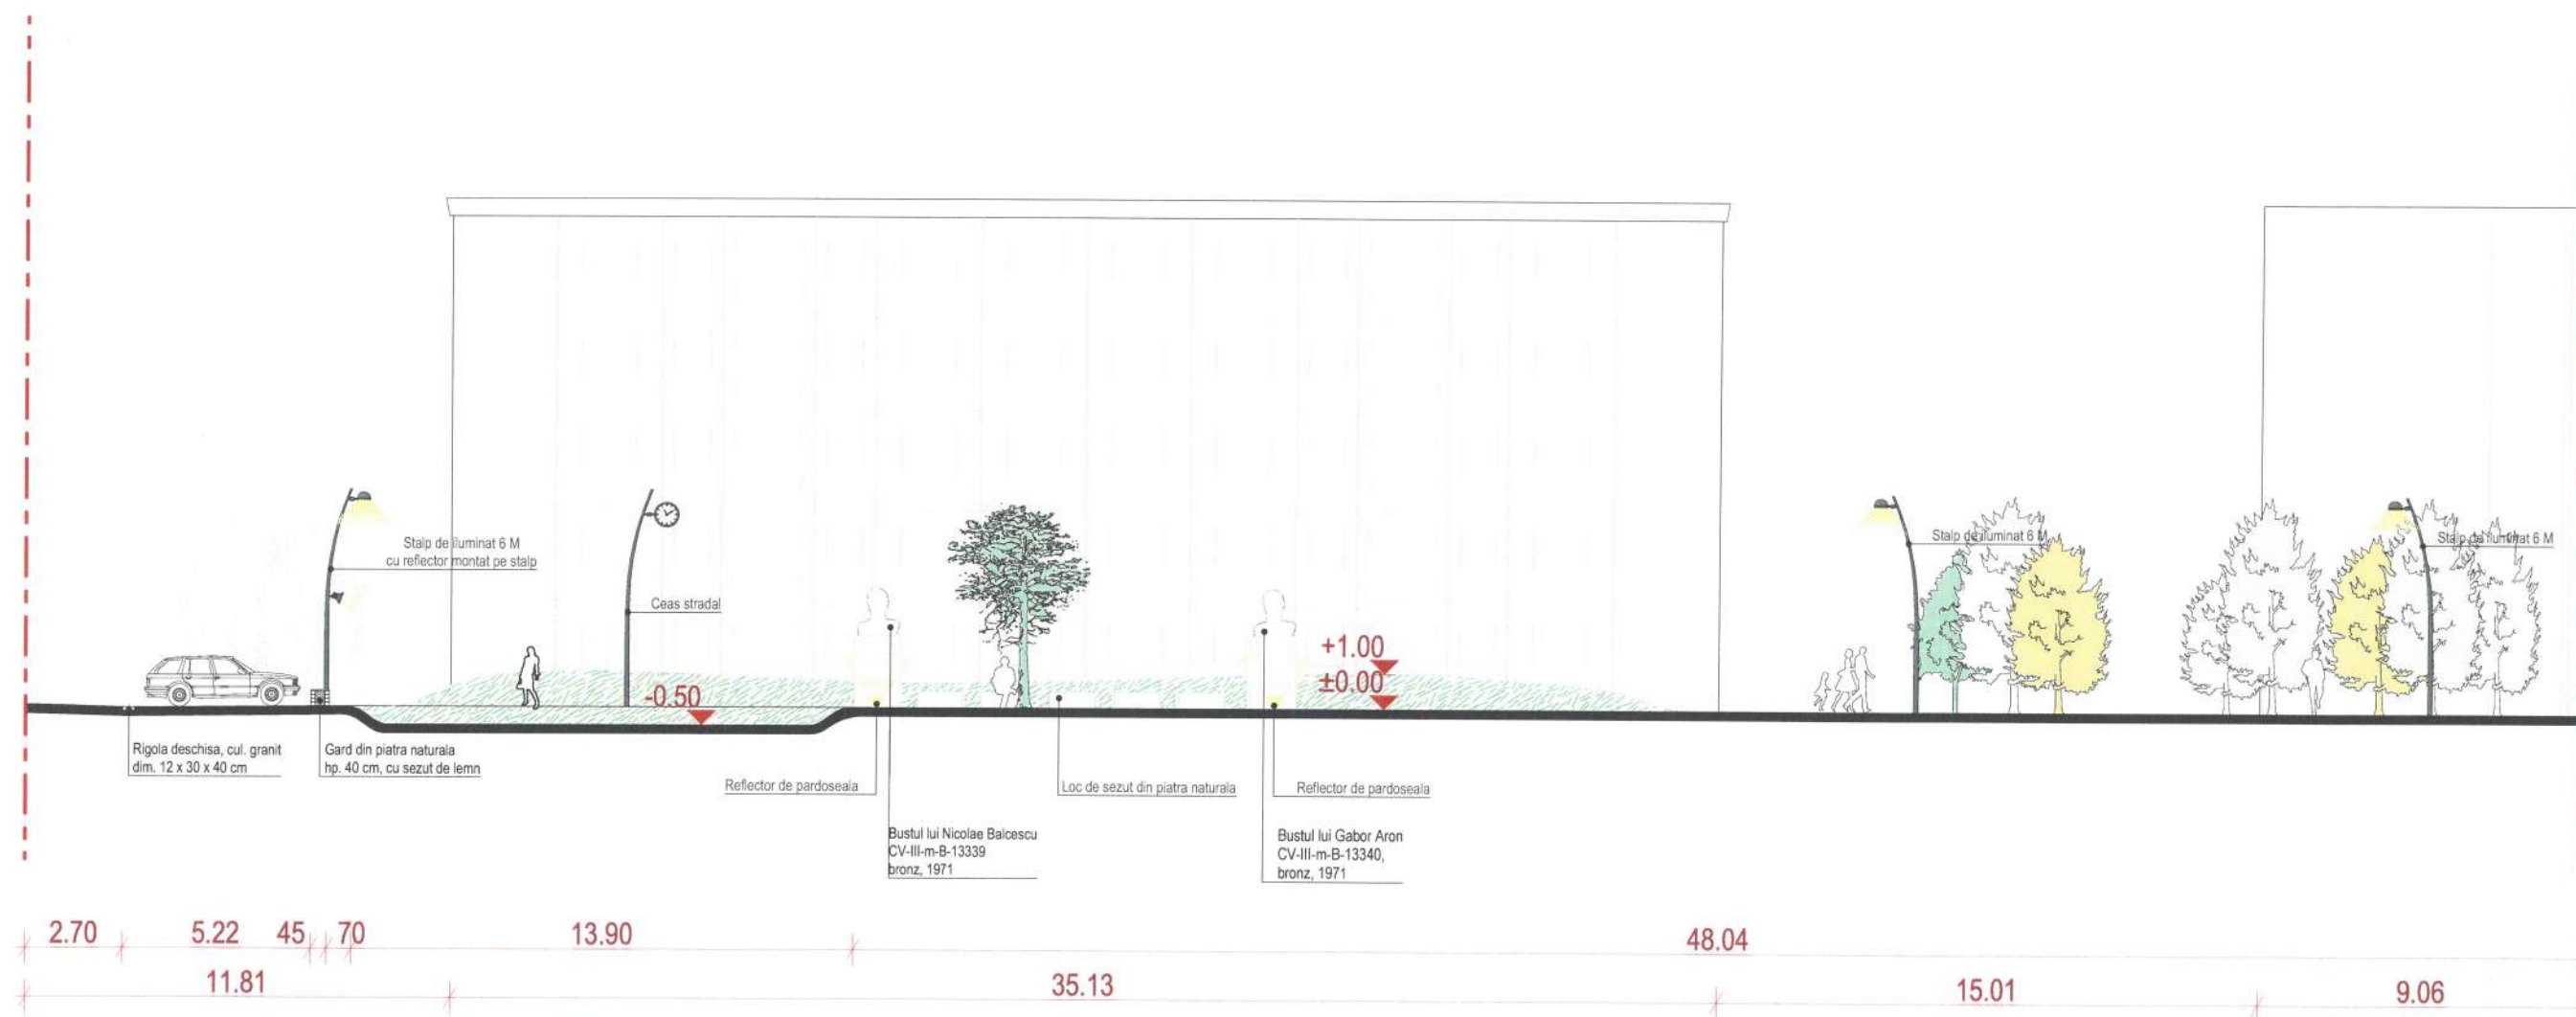 Stalp de iluminat 6 M
cu reflector montat pe stalp
Ceas stradal
Stalp de iluminat 6 M
Stalp de iluminat 6 M
+1.00
±0.00
-0.50
Rigola deschisa, cul. granit
dim. 12 x 30 x 40 cm
Gard din piatra naturala
hp. 40 cm, cu sezut de lemn
Reflector de pardoseala
Loc de sezut din piatra naturala
Reflector de pardoseala
Bustul lui Nicolae Balcescu
CV-III-m-B-13339
bronz, 1971
Bustul lui Gabor Aron
CV-III-m-B-13340,
bronz, 1971
2.70 5.22 45 70 13.90 48.04
11.81 35.13 15.01 9.06